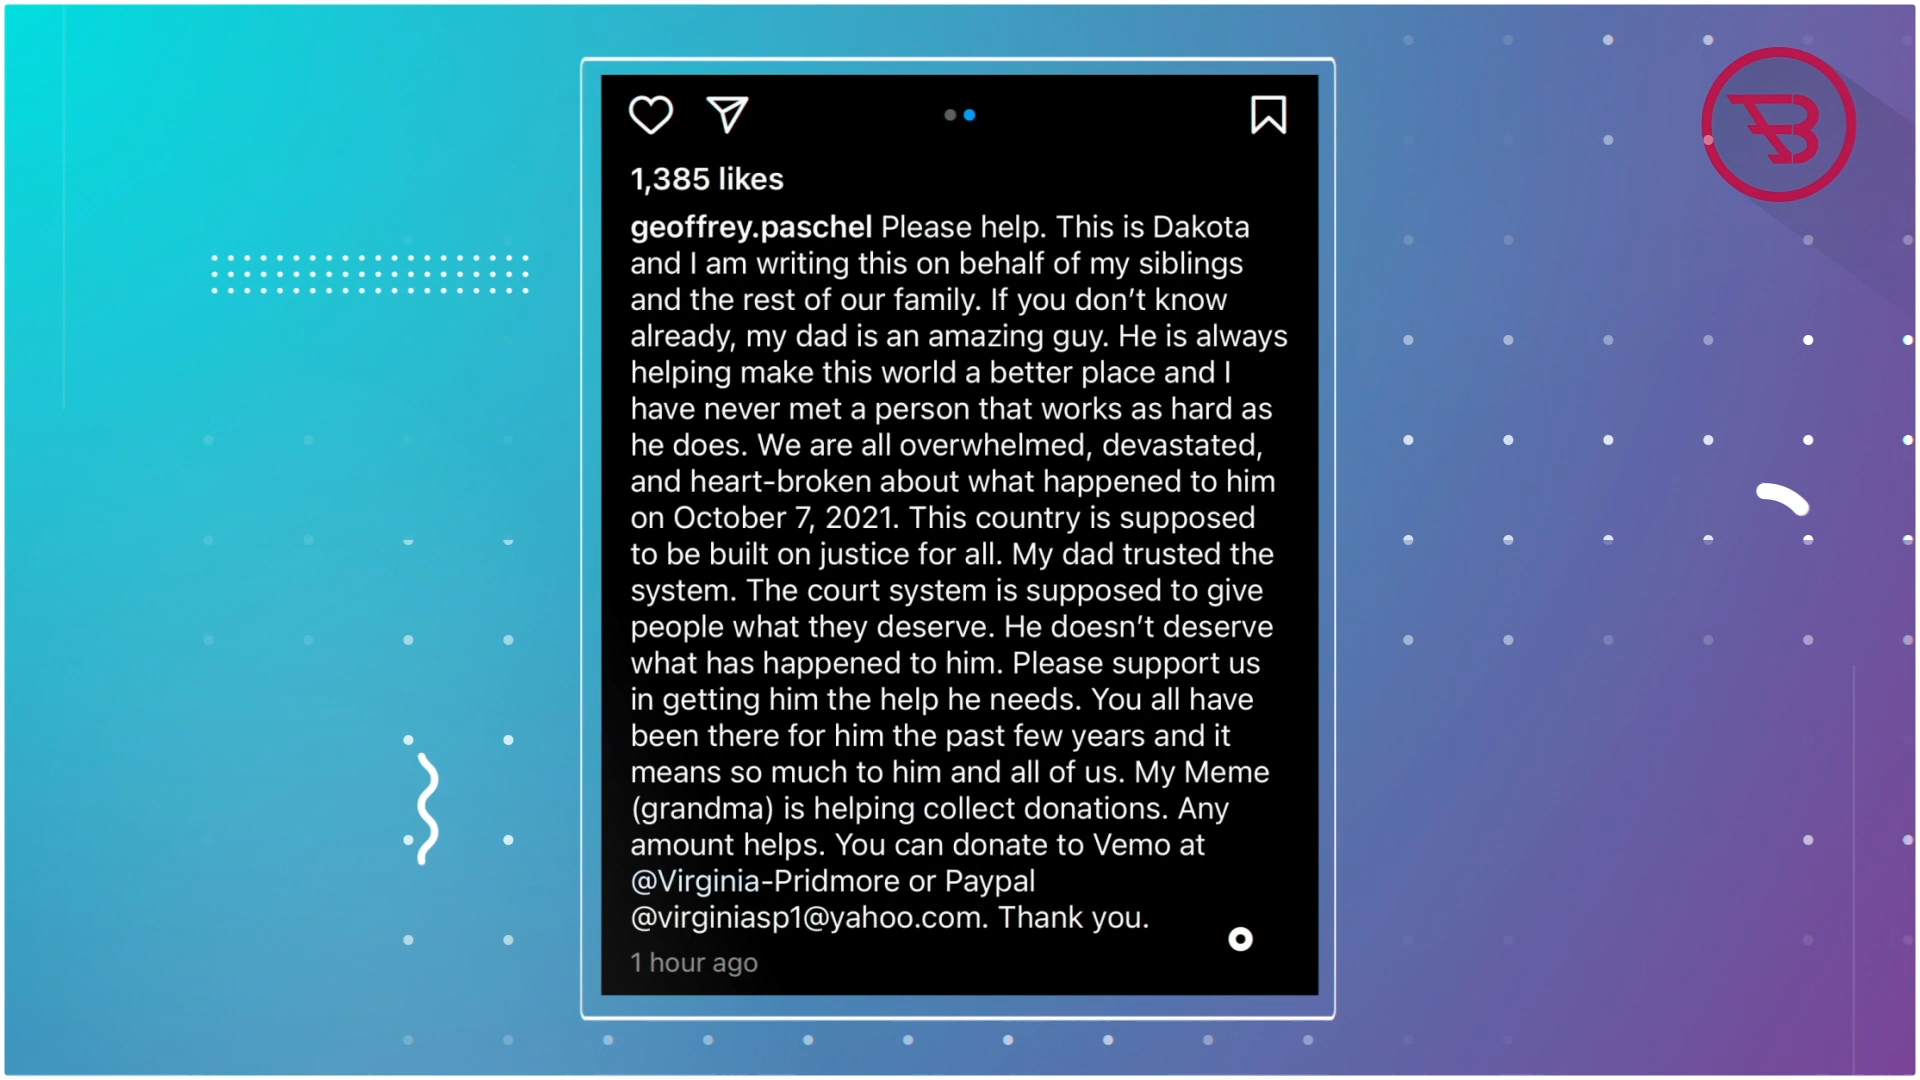 1,385 likes
geoffrey.paschel Please help. This is Dakota
and I am writing this on behalf of my siblings
and the rest of our family. If you don’t know
already, my dad is an amazing guy. He is always
helping make this world a better place and I
have never met a person that works as hard as
he does. We are all overwhelmed, devastated,
and heart-broken about what happened to him
on October 7, 2021. This country is supposed
to be built on justice for all. My dad trusted the
system. The court system is supposed to give
people what they deserve. He doesn’t deserve
what has happened to him. Please support us
in getting him the help he needs. You all have
been there for him the past few years and it
means so much to him and all of us. My Meme
(grandma) is helping collect donations. Any
amount helps. You can donate to Vemo at
@Virginia-Pridmore or Paypal
@virginiasp1@yahoo.com. Thank you.
1 hour ago